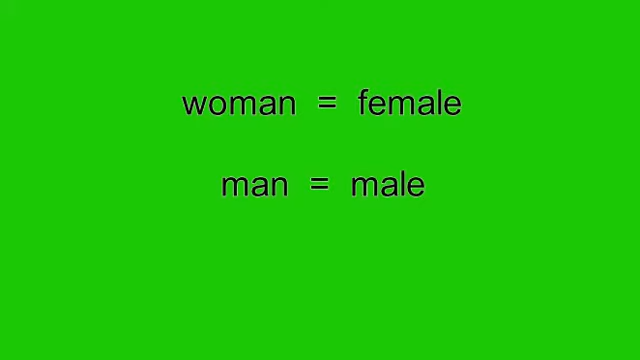 woman = female
man = male